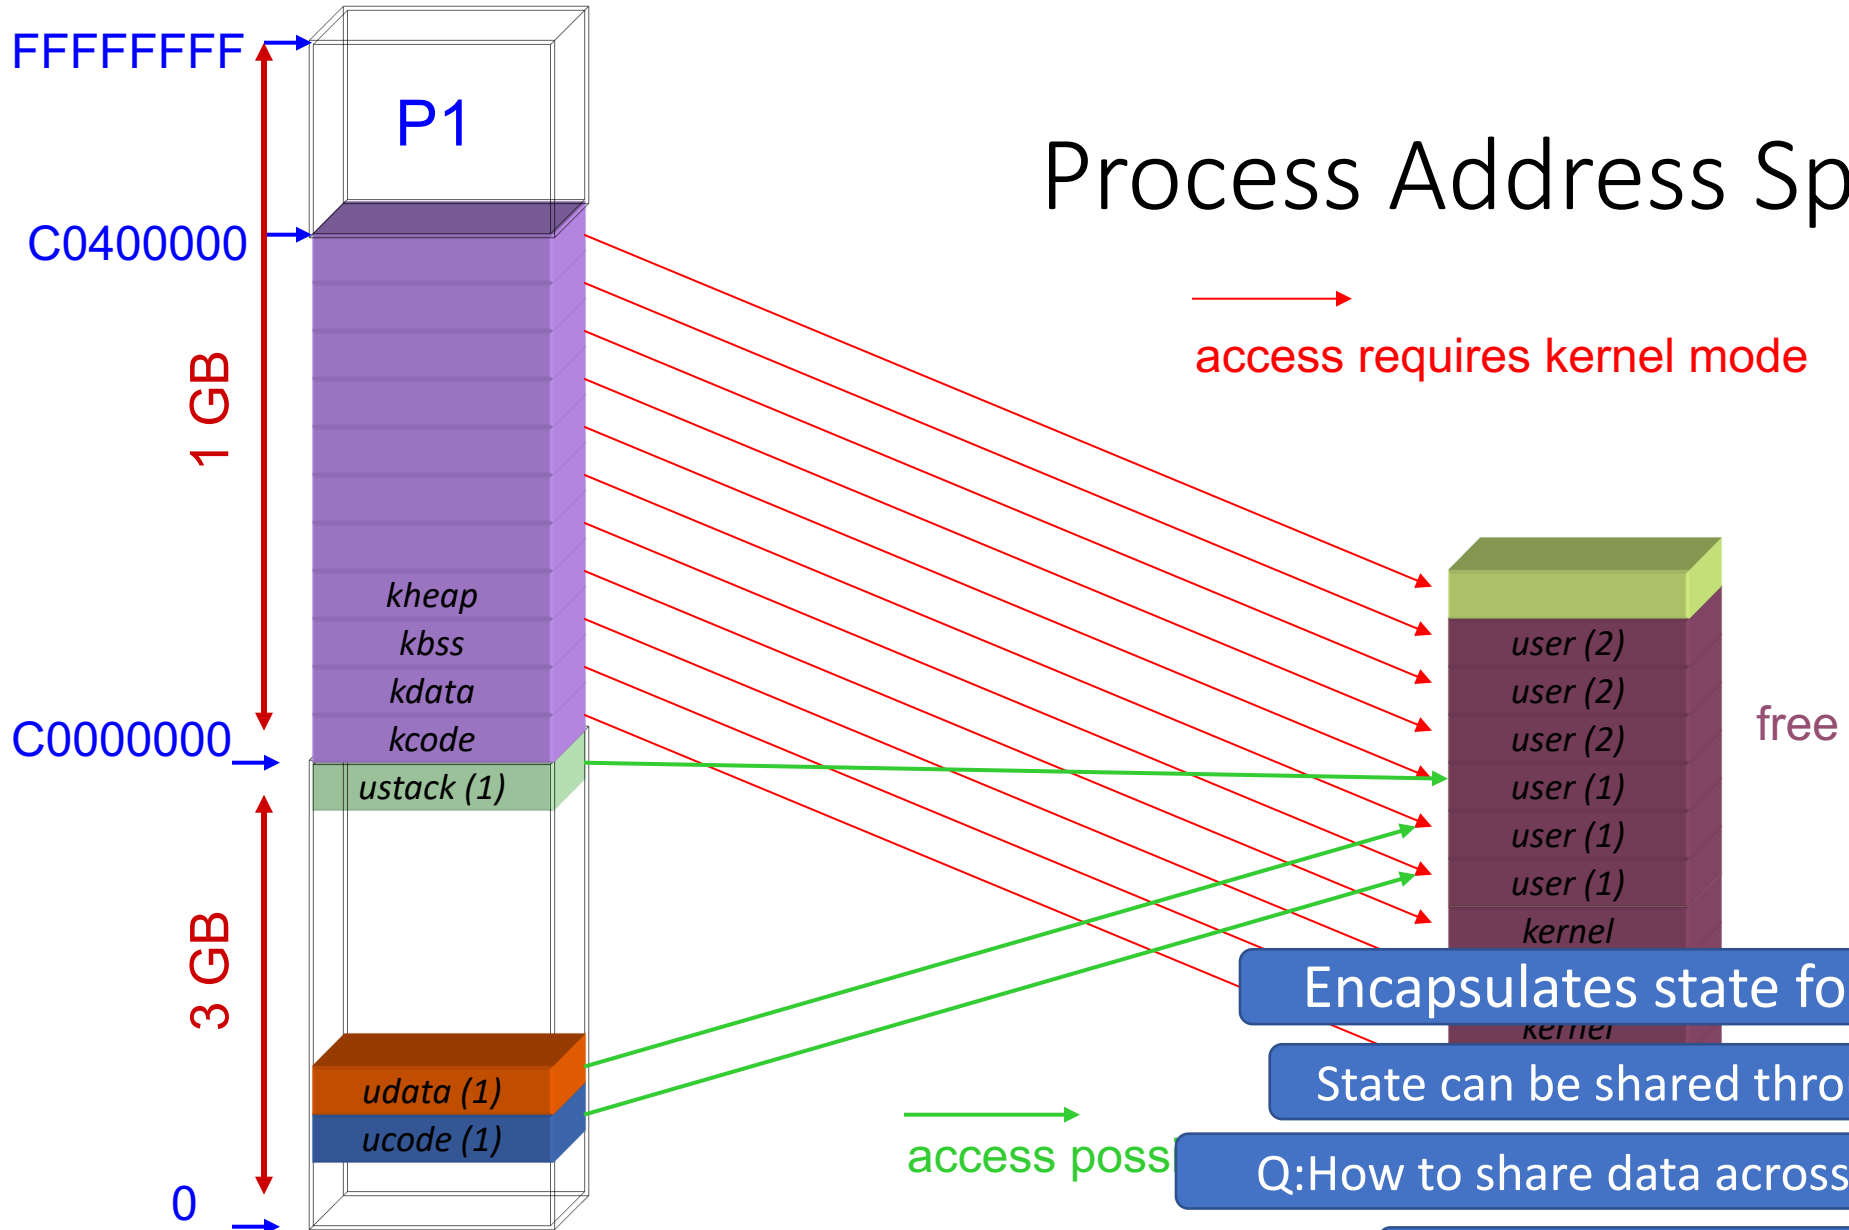 FFFFFFFF
P1
Process Address Sp
C0400000
access requires kernel mode
1 GB
kheap
kbss
kdata
kcode
C0000000
ustack (1)
user (2)
user (2)
user (2)
free
user (1)
user (1)
user (1)
kernel
3 GB
Encapsulates state fo
kernel
State can be shared thro
udata (1)
ucode (1)
access poss
Q:How to share data across
0